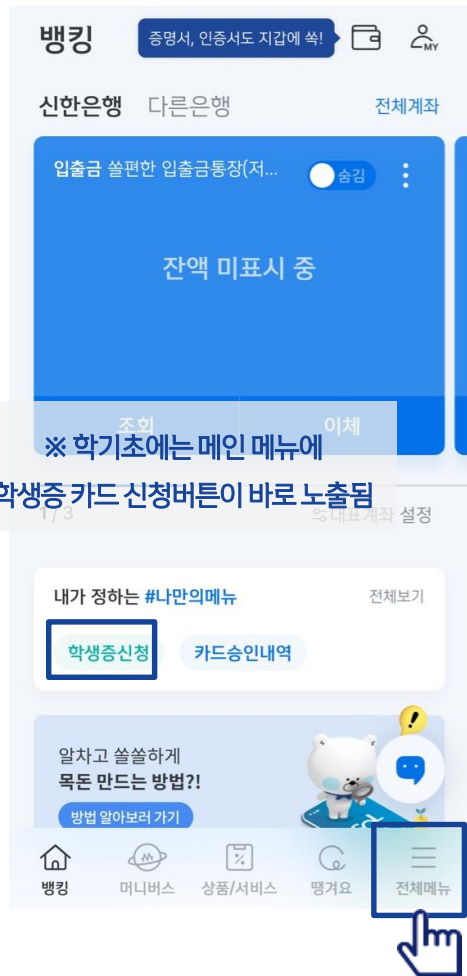 뱅킹
증명서, 인증서도 지갑에 쏙!
MY
신한은행 다른은행 전체계좌
입출금 쏠편한 입출금통장(저... 숨김
잔액 미표시 중
조회 이체
※ 학기초에는 메인 메뉴에
학생증 카드 신청버튼이 바로 노출됨
1 / 3 대표계좌 설정
내가 정하는 #나만의메뉴 전체보기
학생증신청 카드승인내역
알차고 쏠쏠하게
목돈 만드는 방법?!
방법 알아보러 가기
뱅킹 머니버스 상품/서비스 땡겨요 전체메뉴